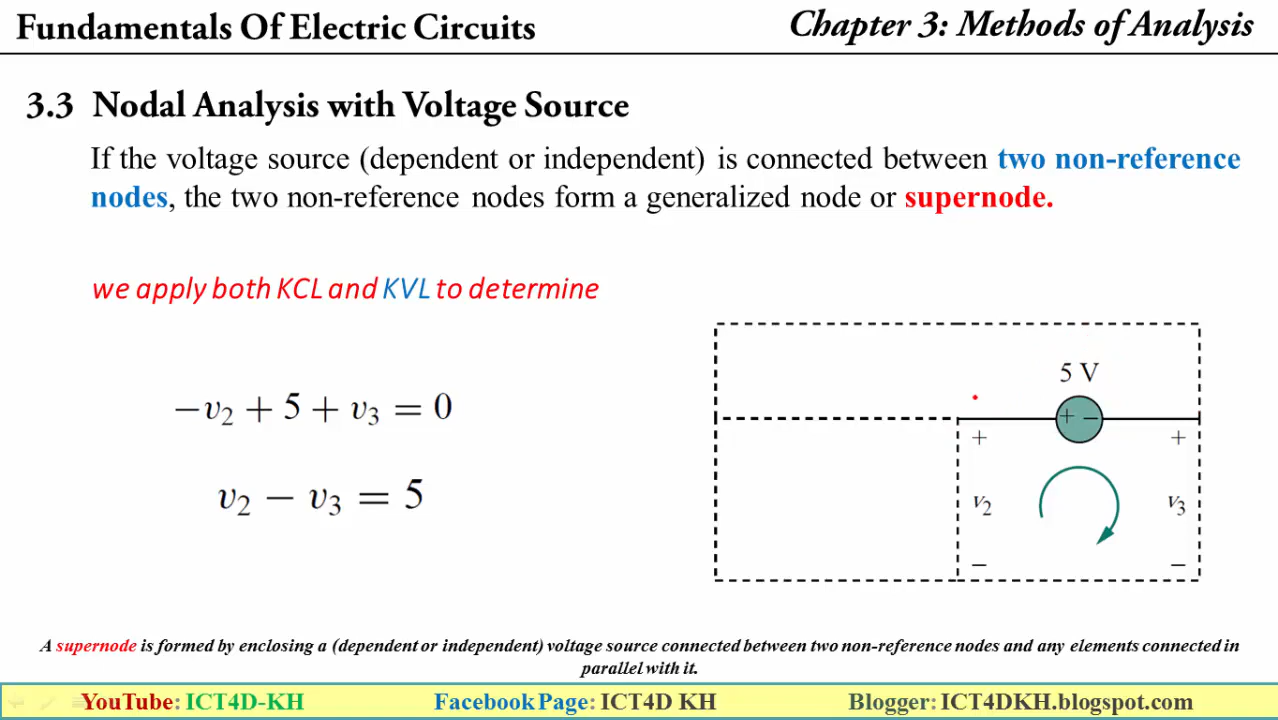 Fundamentals Of Electric Circuits
Chapter 3: Methods of Analysis
3.3 Nodal Analysis with Voltage Source
If the voltage source (dependent or independent) is connected between two non-reference
nodes, the two non-reference nodes form a generalized node or supernode.
we apply both KCL and KVL to determine
−v₂ + 5 + v₃ = 0
v₂ − v₃ = 5
5 V
+ −
+ +
v₂ v₃
− −
A supernode is formed by enclosing a (dependent or independent) voltage source connected between two non-reference nodes and any elements connected in
parallel with it.
YouTube: ICT4D-KH Facebook Page: ICT4D KH Blogger: ICT4DKH.blogspot.com